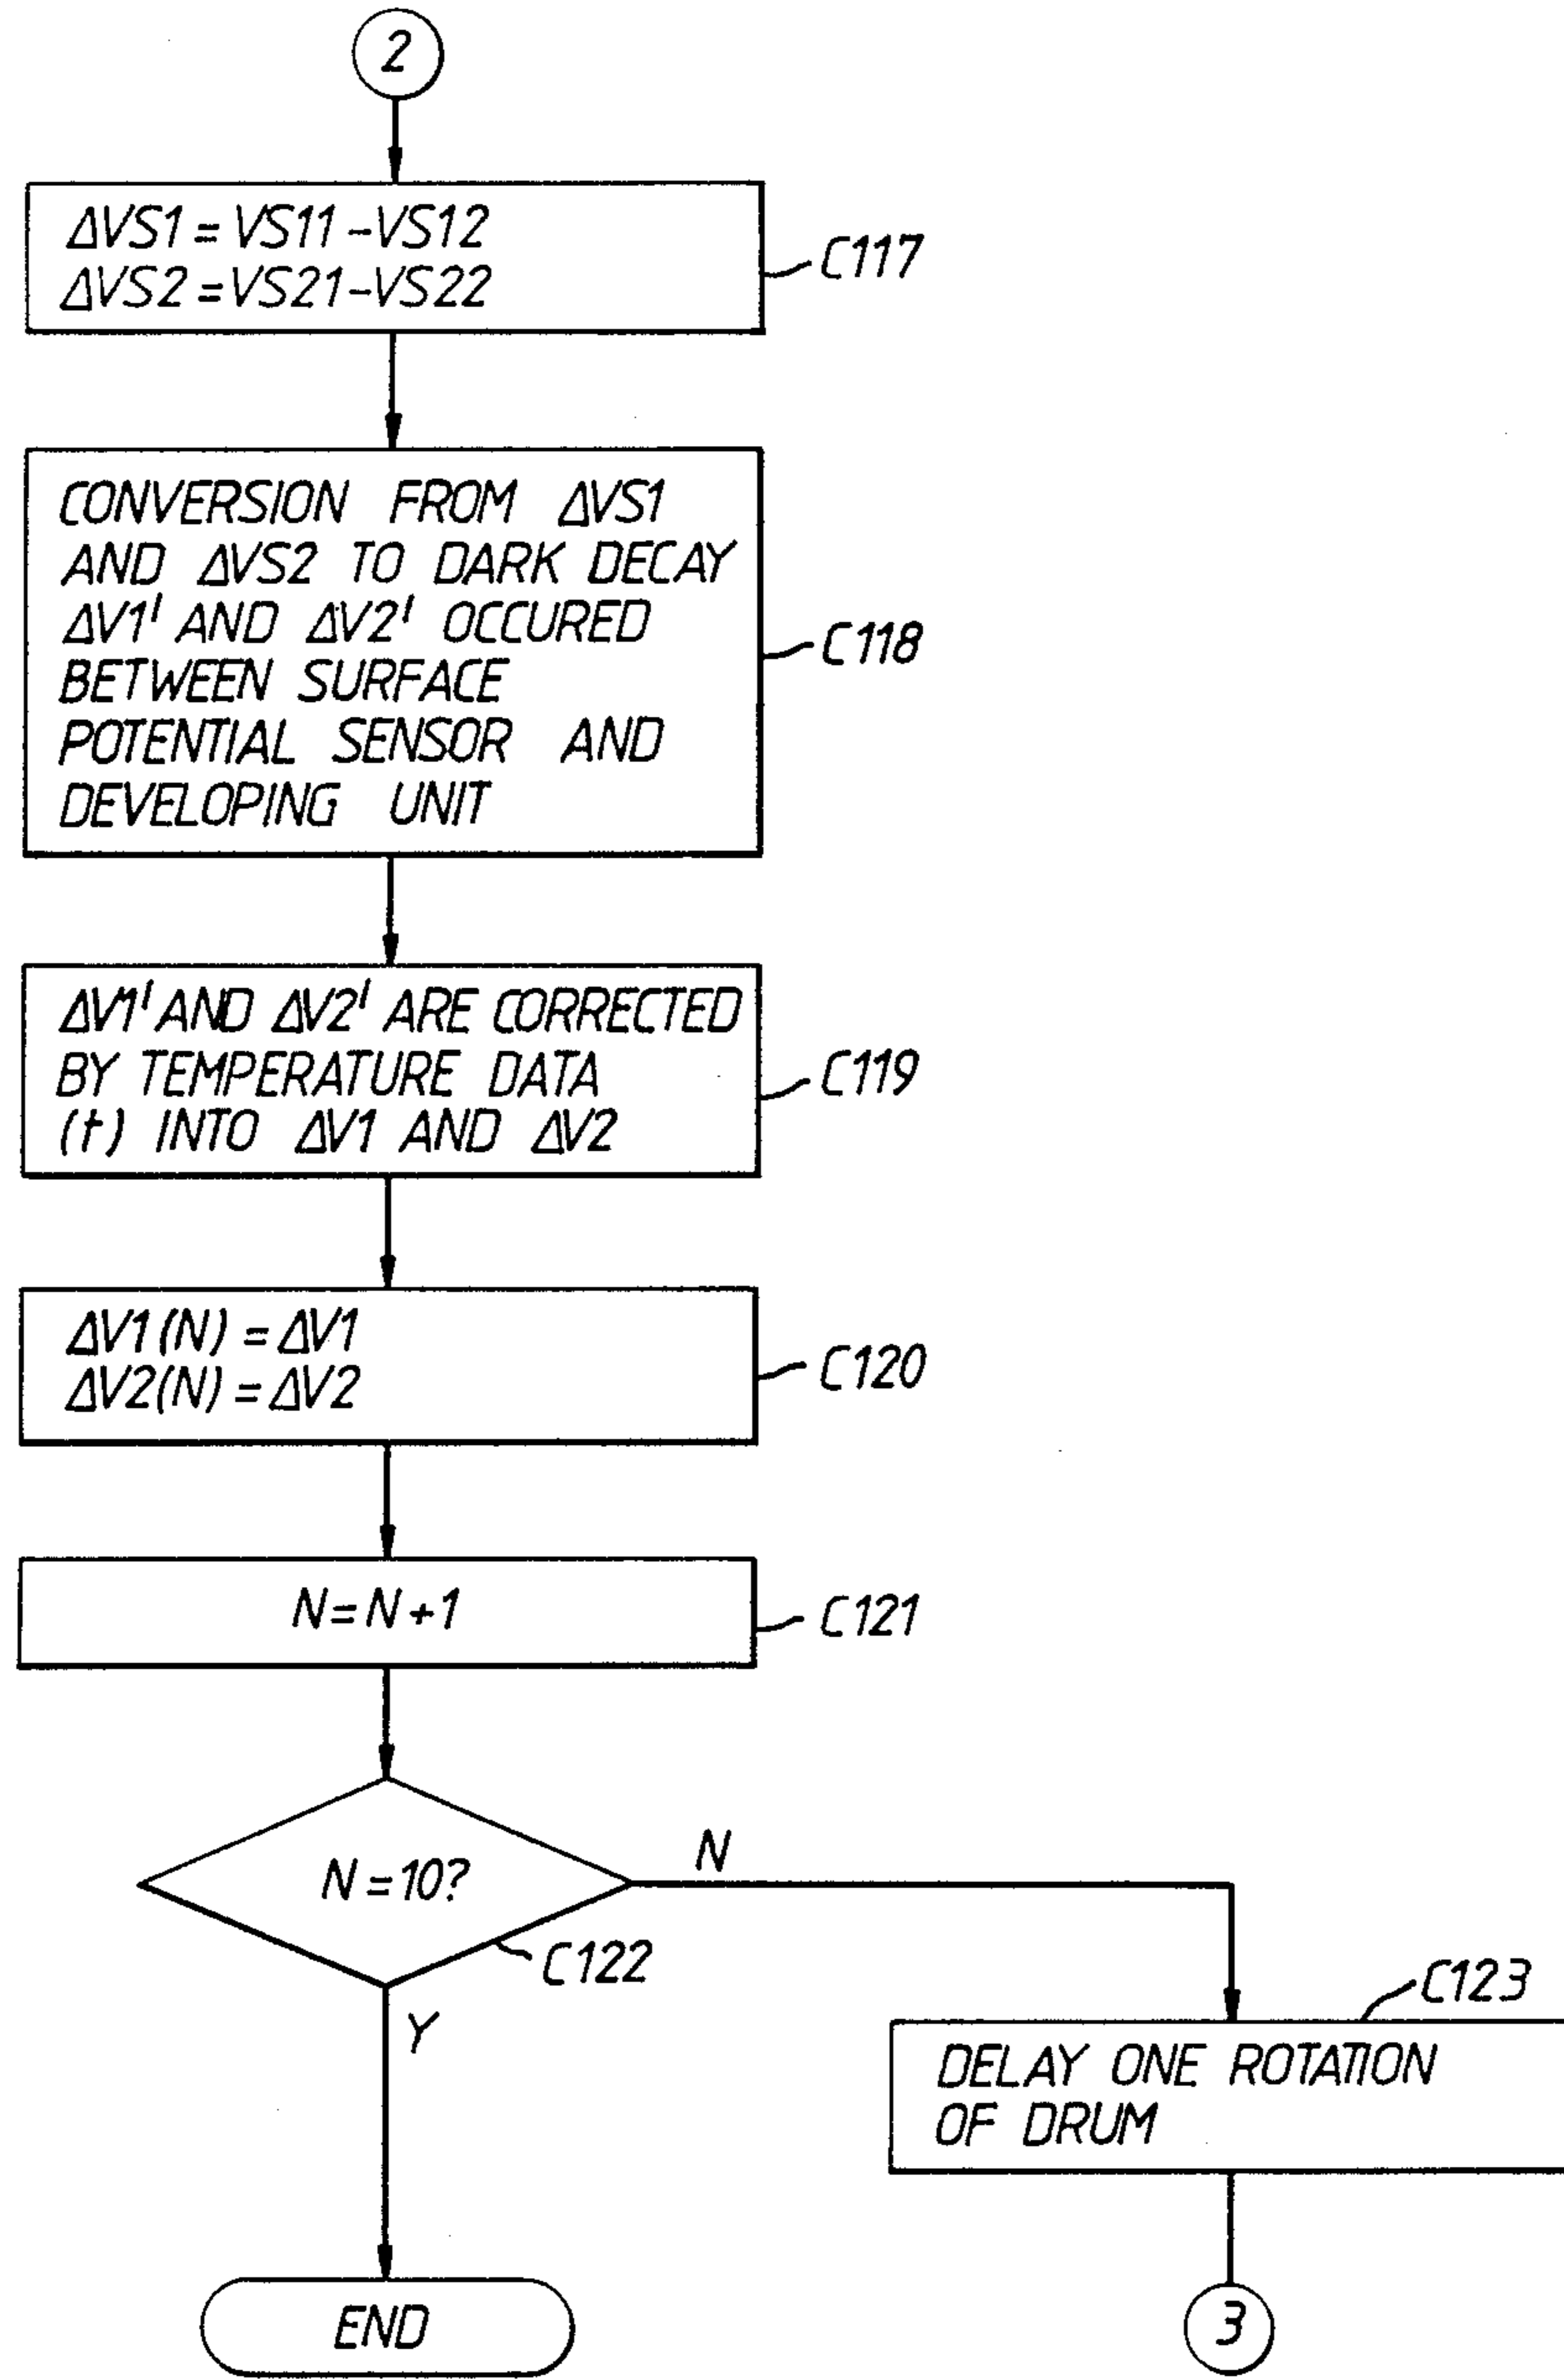 2
ΔVS1 = VS11 - VS12
ΔVS2 = VS21 - VS22
C117
CONVERSION FROM ΔVS1
AND ΔVS2 TO DARK DECAY
ΔV1' AND ΔV2' OCCURED
BETWEEN SURFACE
POTENTIAL SENSOR AND
DEVELOPING UNIT
C118
ΔV1' AND ΔV2' ARE CORRECTED
BY TEMPERATURE DATA
(t) INTO ΔV1 AND ΔV2
C119
ΔV1(N) = ΔV1
ΔV2(N) = ΔV2
C120
N=N+1
C121
N=10?
N
C122
Y
C123
DELAY ONE ROTATION
OF DRUM
END
3